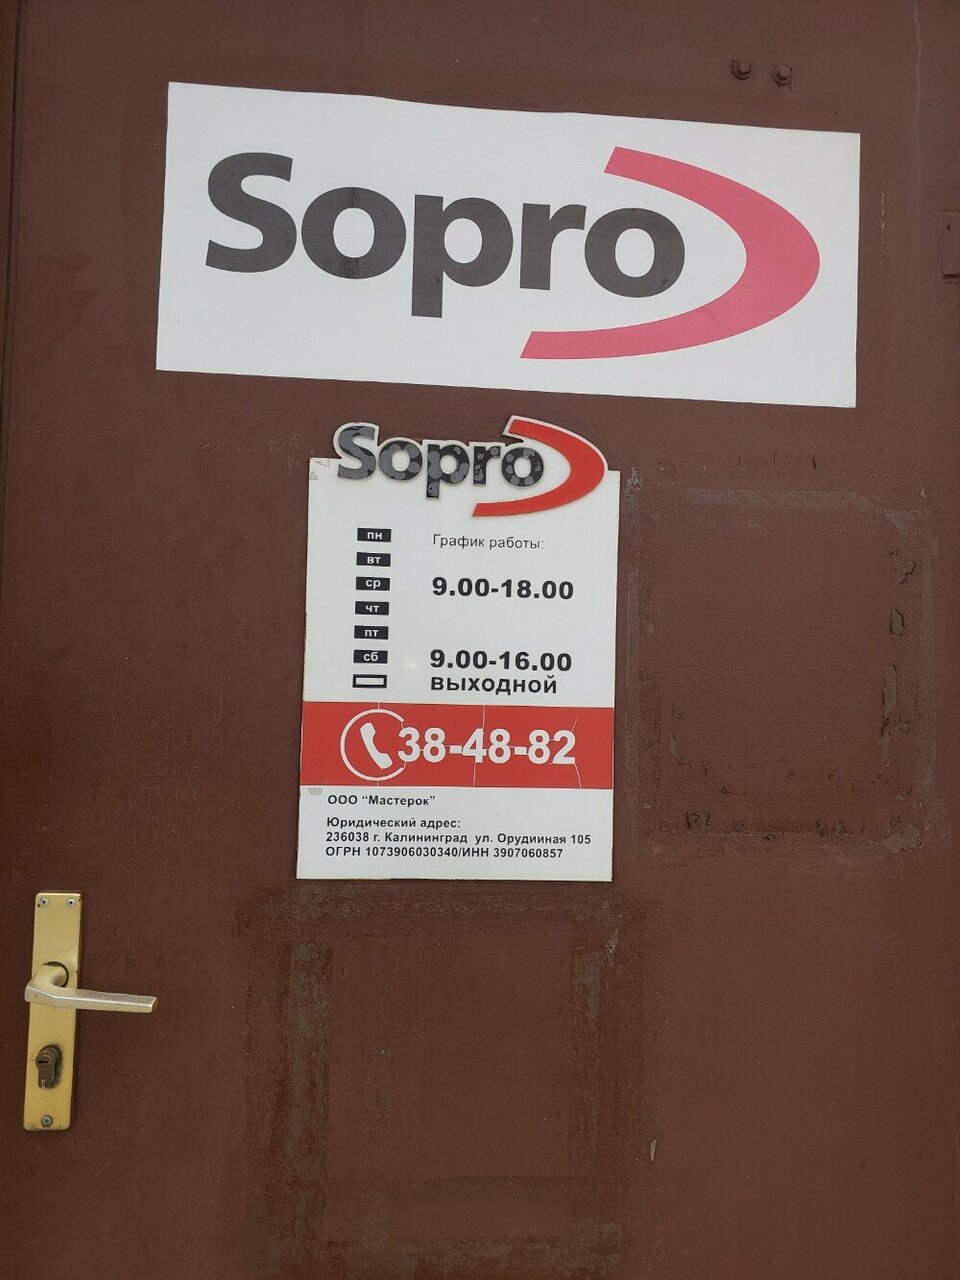 Sopro
Sopro
пн
График работы:
вт
ср
9.00-18.00
чт
пт
сб
9.00-16.00
выходной
38-48-82
ООО “Мастерок”
Юридический адрес:
236038 г. Калининград ул. Орудииная 105
ОГРН 1073906030340/ИНН 3907060857